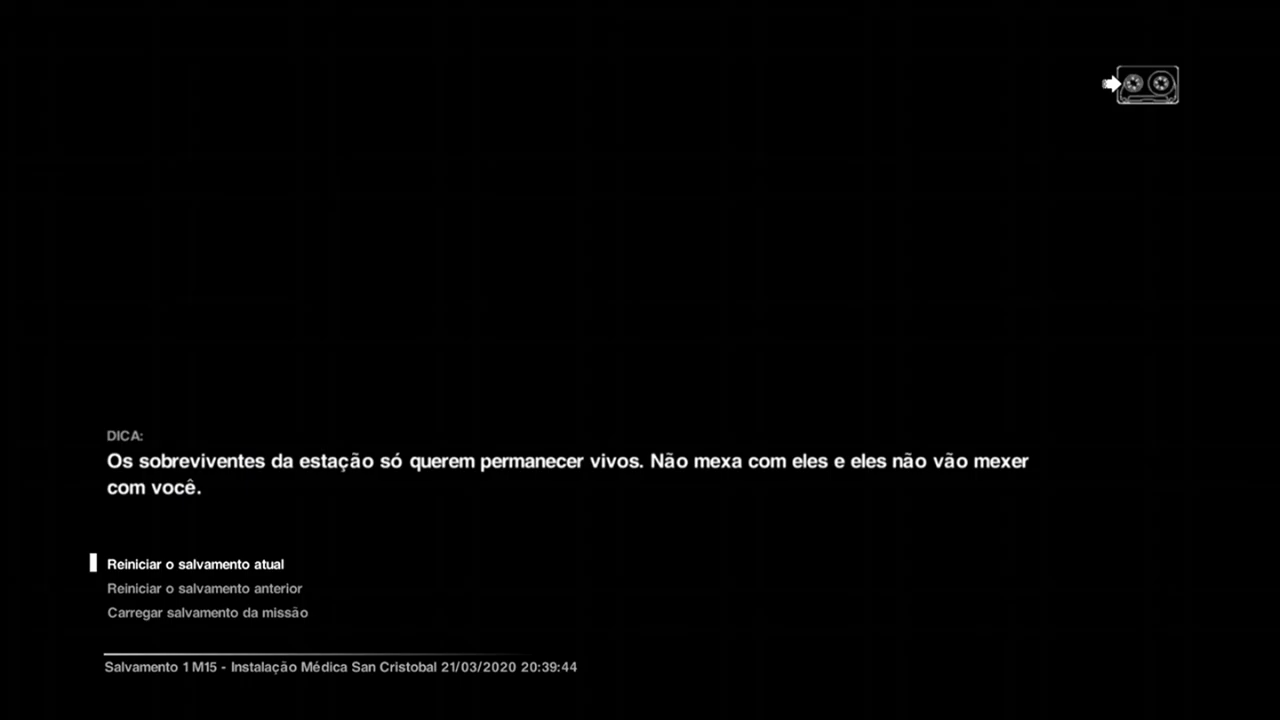 DICA:
Os sobreviventes da estação só querem permanecer vivos. Não mexa com eles e eles não vão mexer
com você.
Reiniciar o salvamento atual
Reiniciar o salvamento anterior
Carregar salvamento da missão
Salvamento 1 M15 - Instalação Médica San Cristobal 21/03/2020 20:39:44